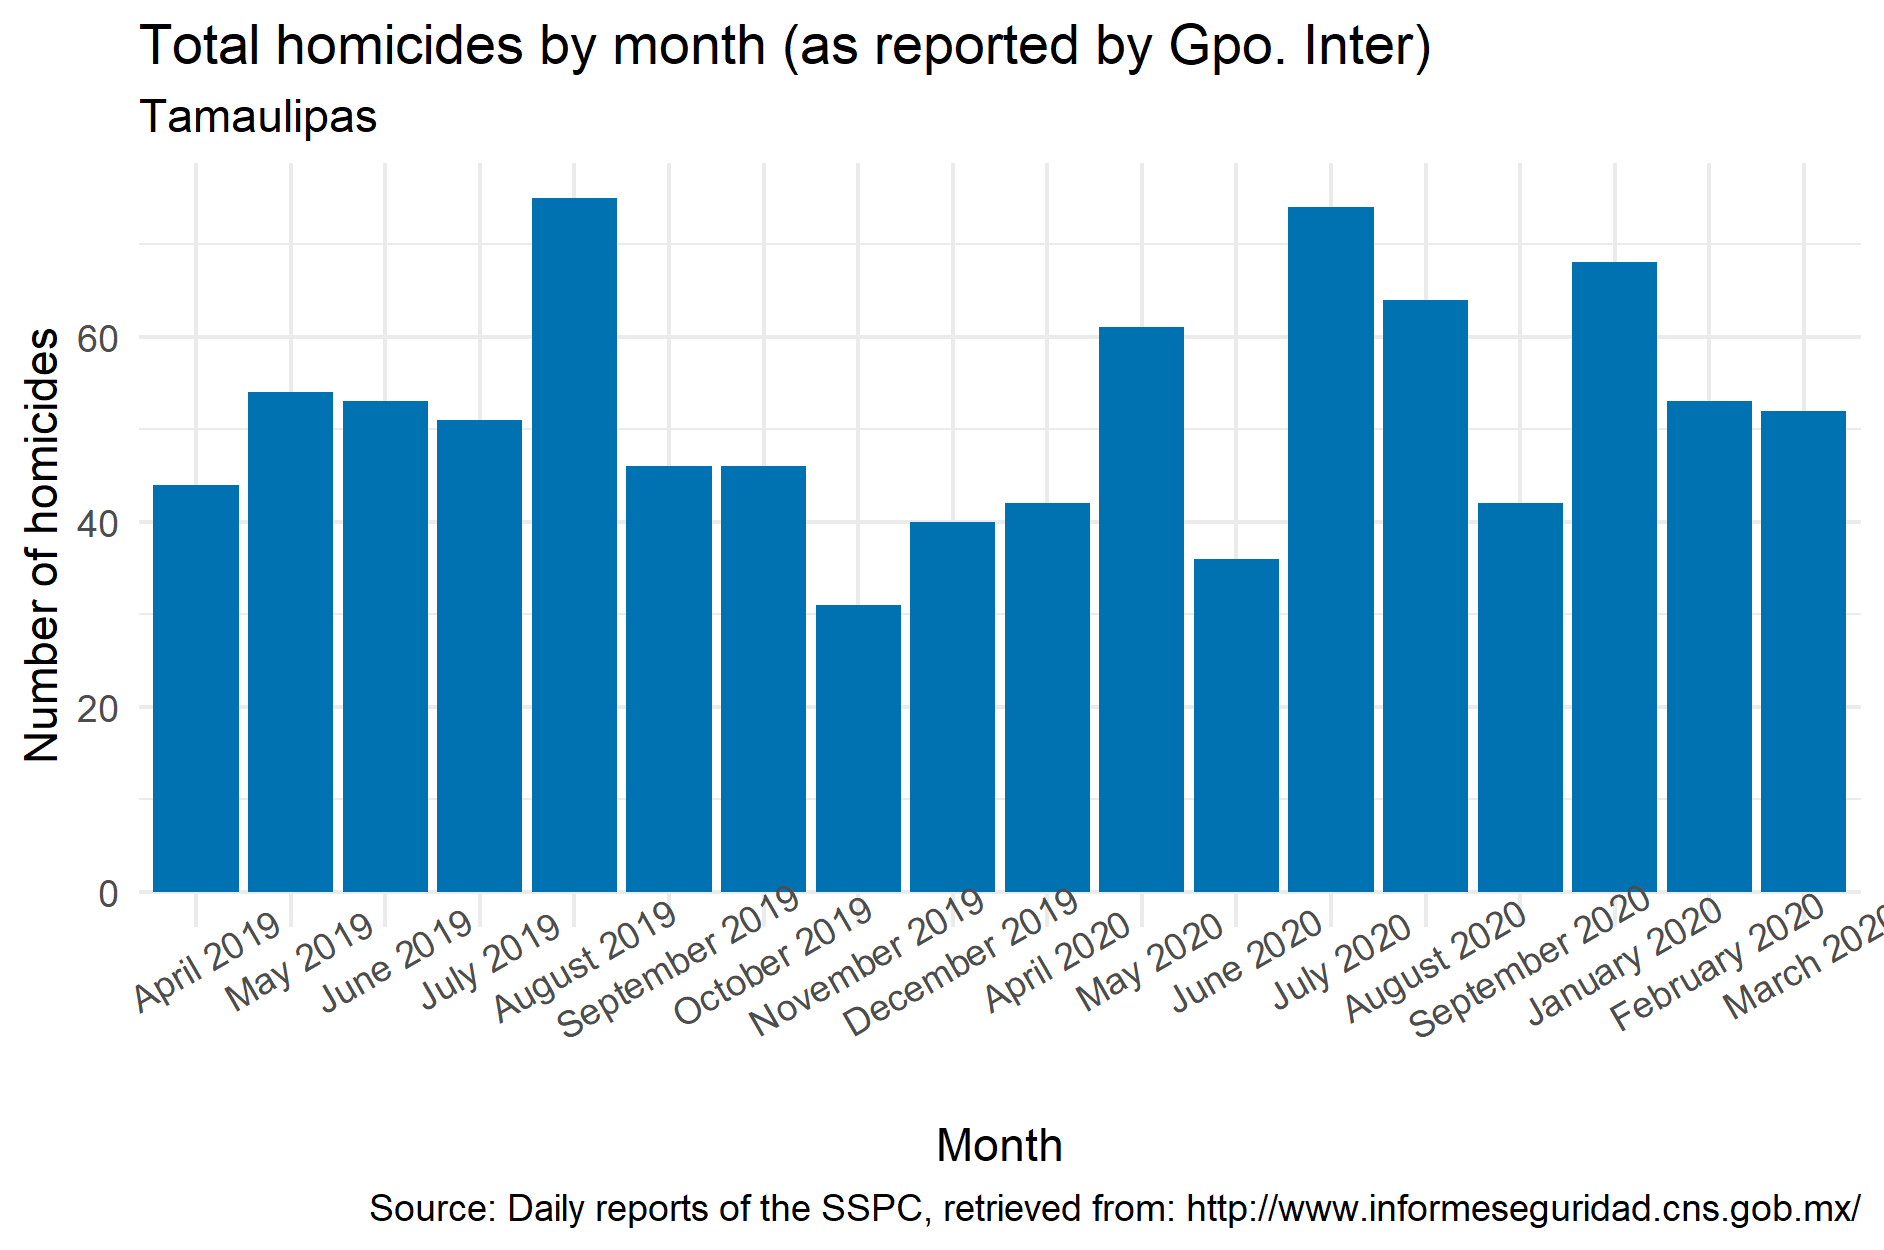 Total homicides by month (as reported by Gpo. Inter)
Tamaulipas
Number of homicides
60
40
20
0
April 2019
May 2019
June 2019
July 2019
August 2019
September 2019
October 2019
November 2019
December 2019
April 2020
May 2020
June 2020
July 2020
August 2020
September 2020
January 2020
February 2020
March 2020
Month
Source: Daily reports of the SSPC, retrieved from: http://www.informeseguridad.cns.gob.mx/